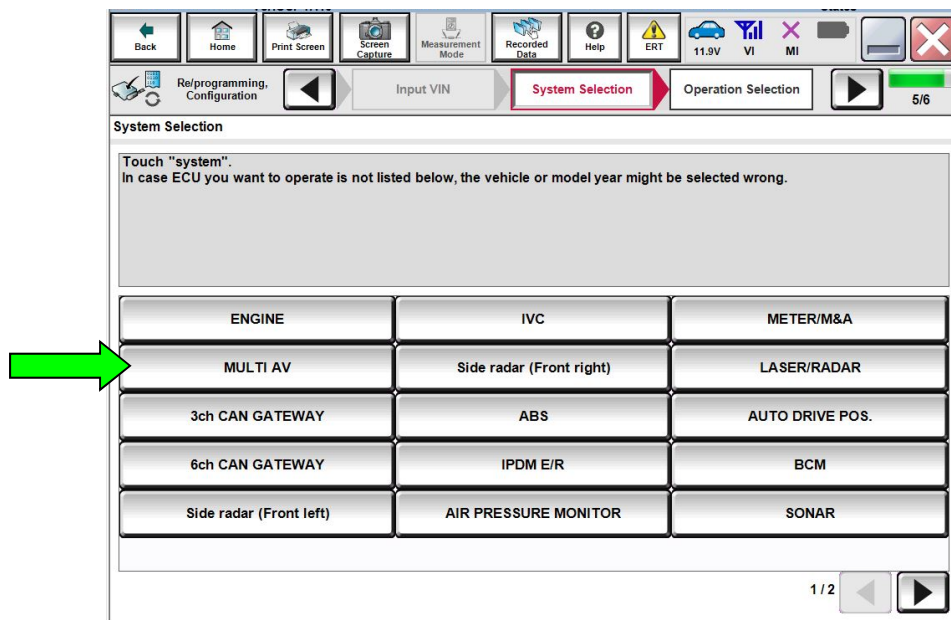 Back
Home
Print Screen
Screen
Capture
Measurement
Mode
Recorded
Data
Help
ERT
11.9V
VI
MI
Re/programming,
Configuration
Input VIN
System Selection
Operation Selection
5/6
System Selection
Touch "system".
In case ECU you want to operate is not listed below, the vehicle or model year might be selected wrong.
ENGINE
IVC
METER/M&A
MULTI AV
Side radar (Front right)
LASER/RADAR
3ch CAN GATEWAY
ABS
AUTO DRIVE POS.
6ch CAN GATEWAY
IPDM E/R
BCM
Side radar (Front left)
AIR PRESSURE MONITOR
SONAR
1 / 2